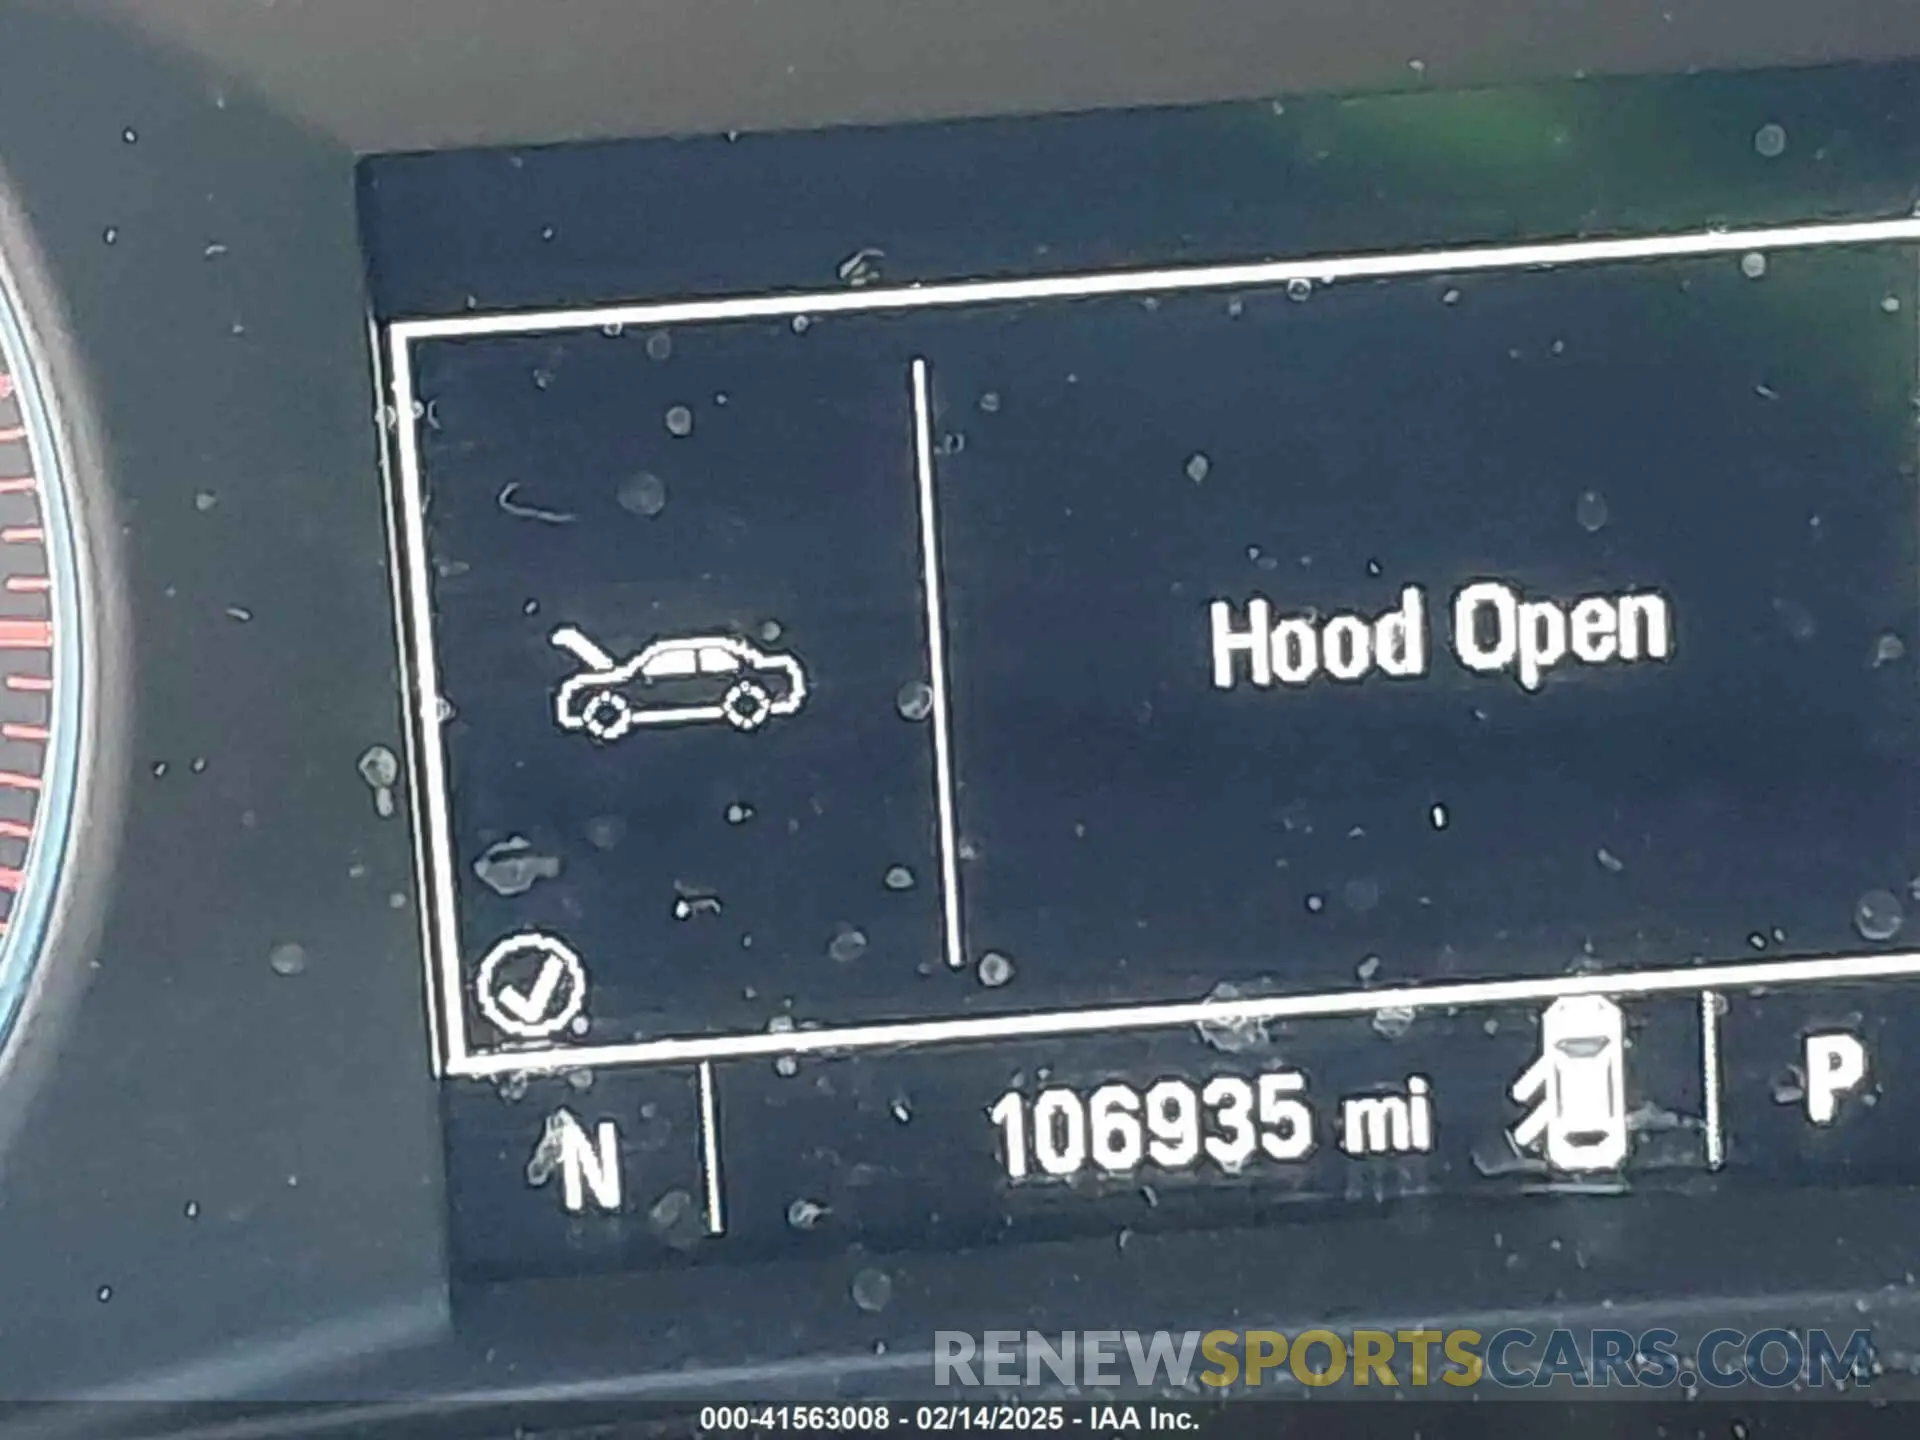 Hood Open
N 106935 mi P
RENEWSPORTSCARS.COM
000-41563008 - 02/14/2025 - IAA Inc.